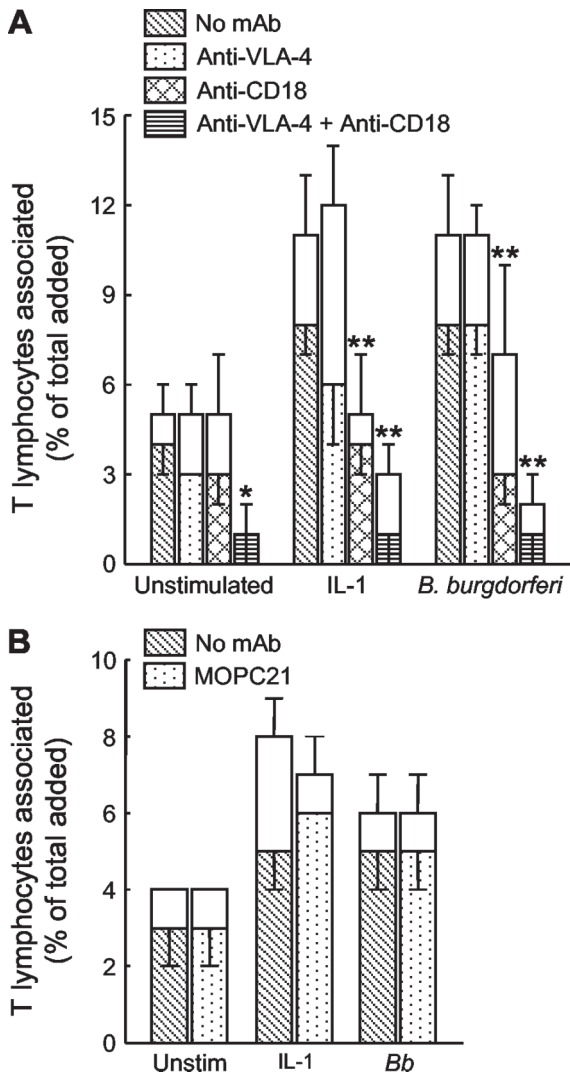 A
No mAb
Anti-VLA-4
Anti-CD18
Anti-VLA-4 + Anti-CD18
T lymphocytes associated
(% of total added)
15
12
9
6
3
0
*
**
**
**
**
Unstimulated IL-1 B. burgdorferi
B
No mAb
MOPC21
T lymphocytes associated
(% of total added)
10
8
6
4
2
0
Unstim IL-1 Bb